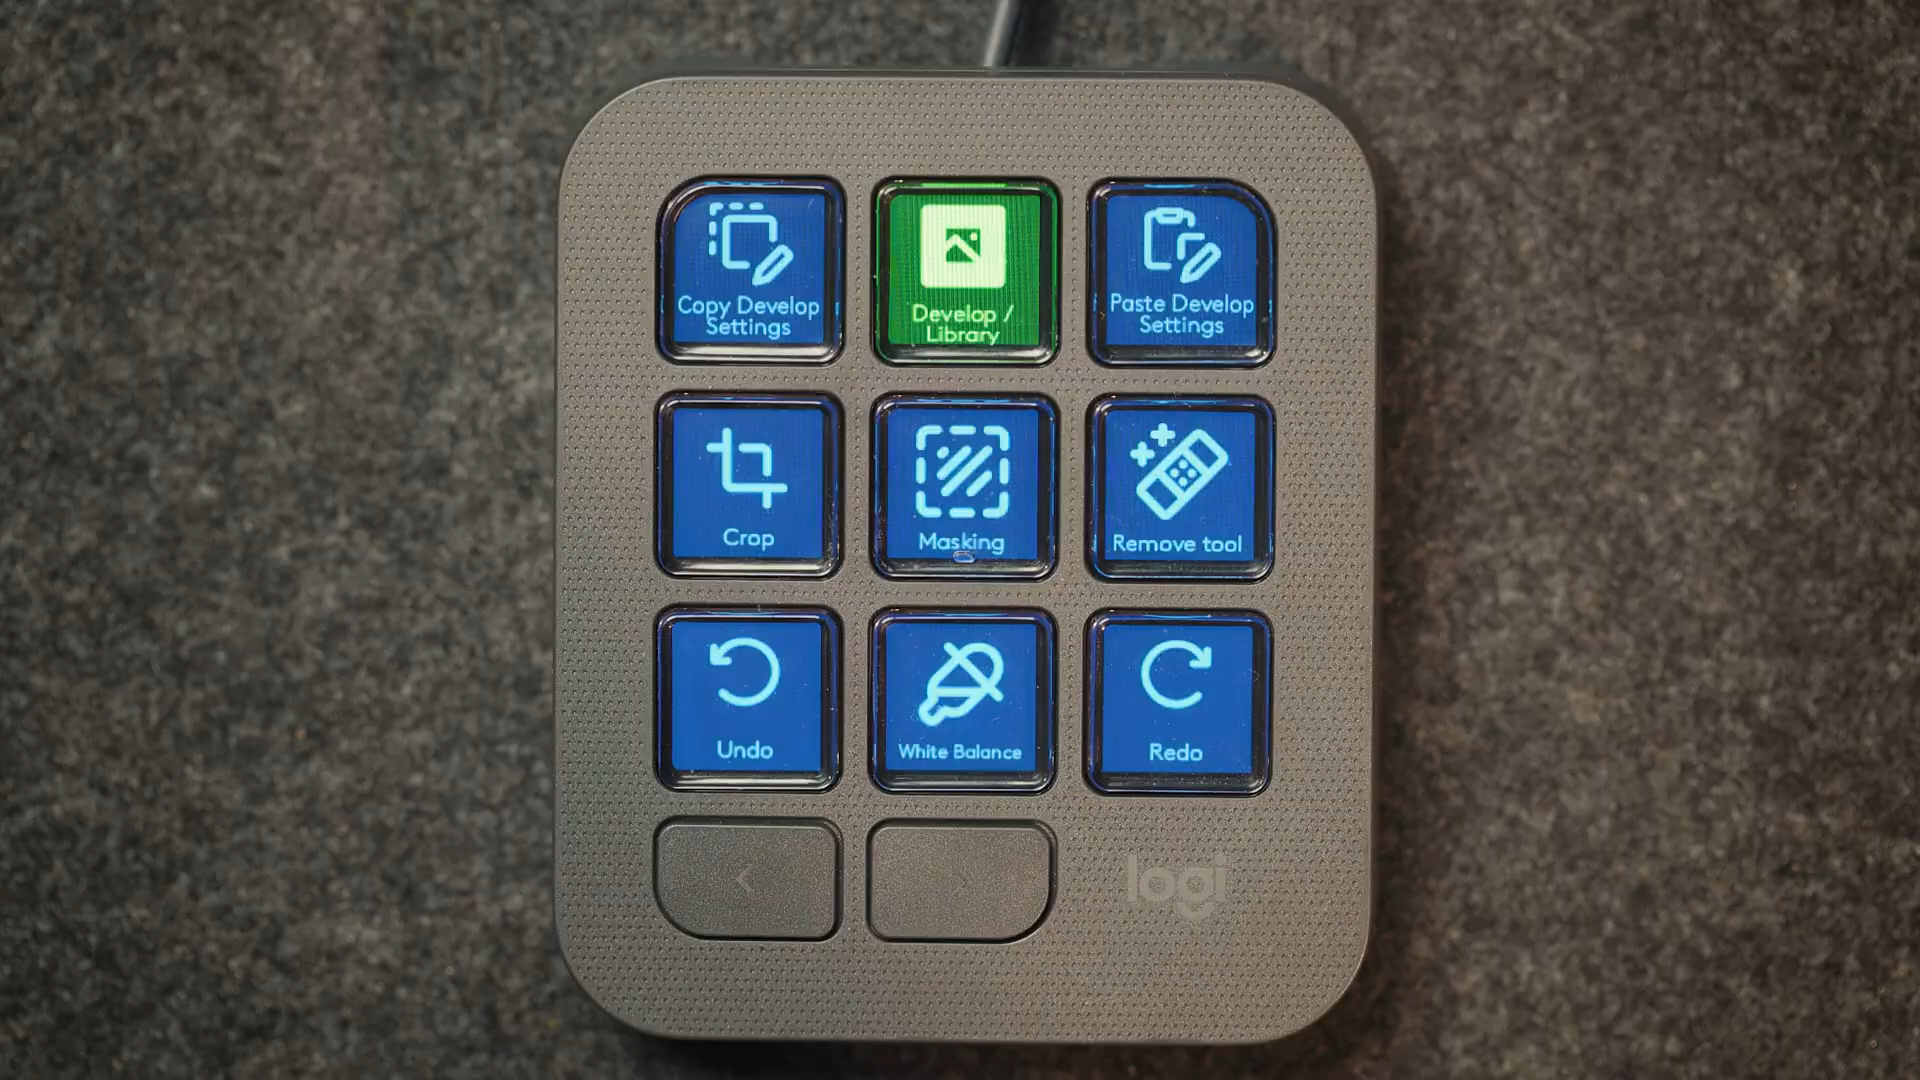 Copy Develop
Settings
Develop /
Library
Paste Develop
Settings
Crop
Masking
Remove tool
Undo
White Balance
Redo
logi